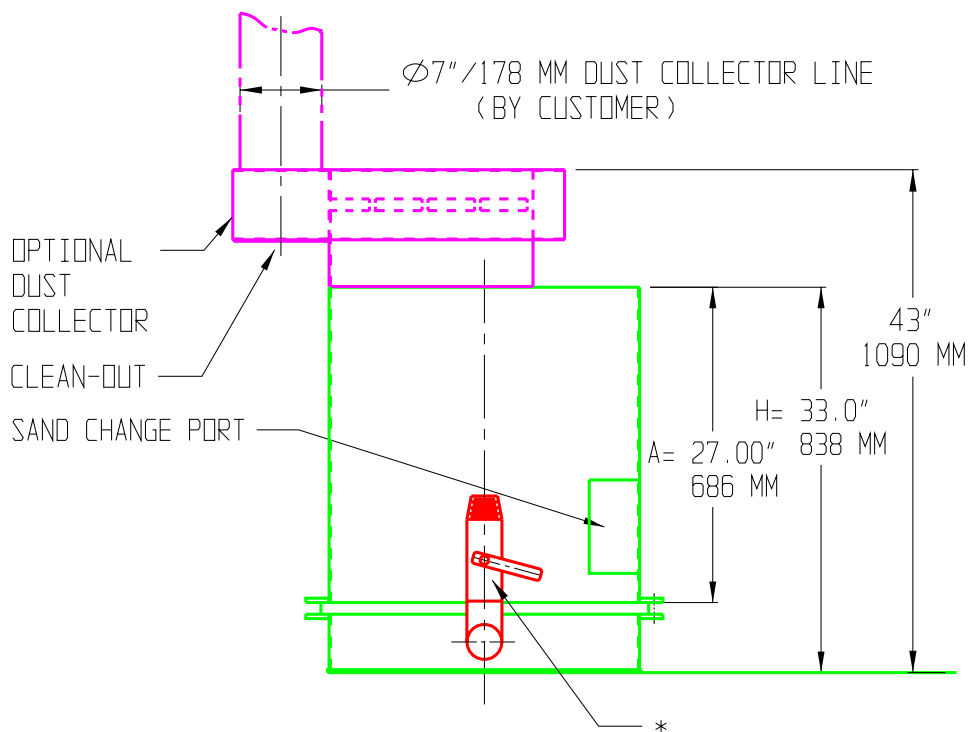 Ø7"/178 MM DUST COLLECTOR LINE
(BY CUSTOMER)
OPTIONAL
DUST
COLLECTOR
CLEAN-OUT
SAND CHANGE PORT
43"
1090 MM
H= 33.0"
838 MM
A= 27.00"
686 MM
*